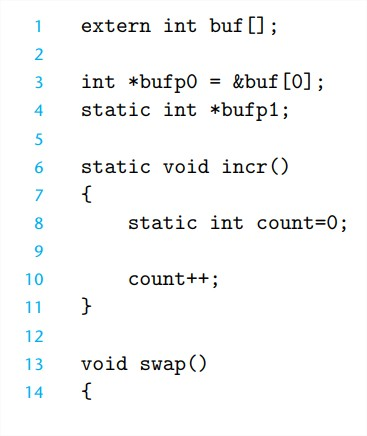 1 extern int buf[];
2
3 int *bufp0 = &buf[0];
4 static int *bufp1;
5
6 static void incr()
7 {
8     static int count=0;
9
10     count++;
11 }
12
13 void swap()
14 {